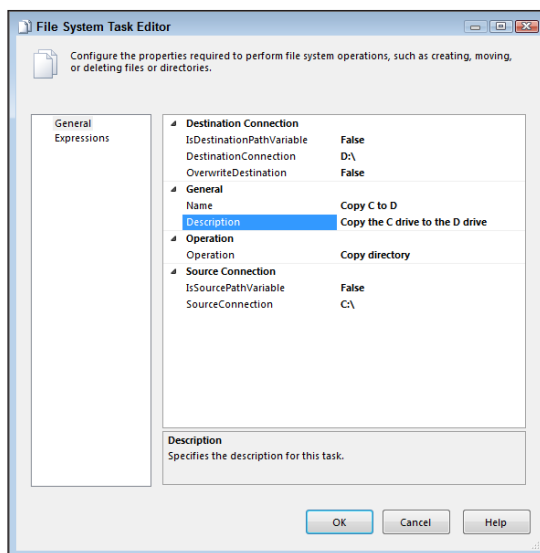 File System Task Editor
Configure the properties required to perform file system operations, such as creating, moving,
or deleting files or directories.
General
Expressions
Destination Connection
IsDestinationPathVariable False
DestinationConnection D:\
OverwriteDestination False
General
Name Copy C to D
Description Copy the C drive to the D drive
Operation
Operation Copy directory
Source Connection
IsSourcePathVariable False
SourceConnection C:\
Description
Specifies the description for this task.
OK Cancel Help